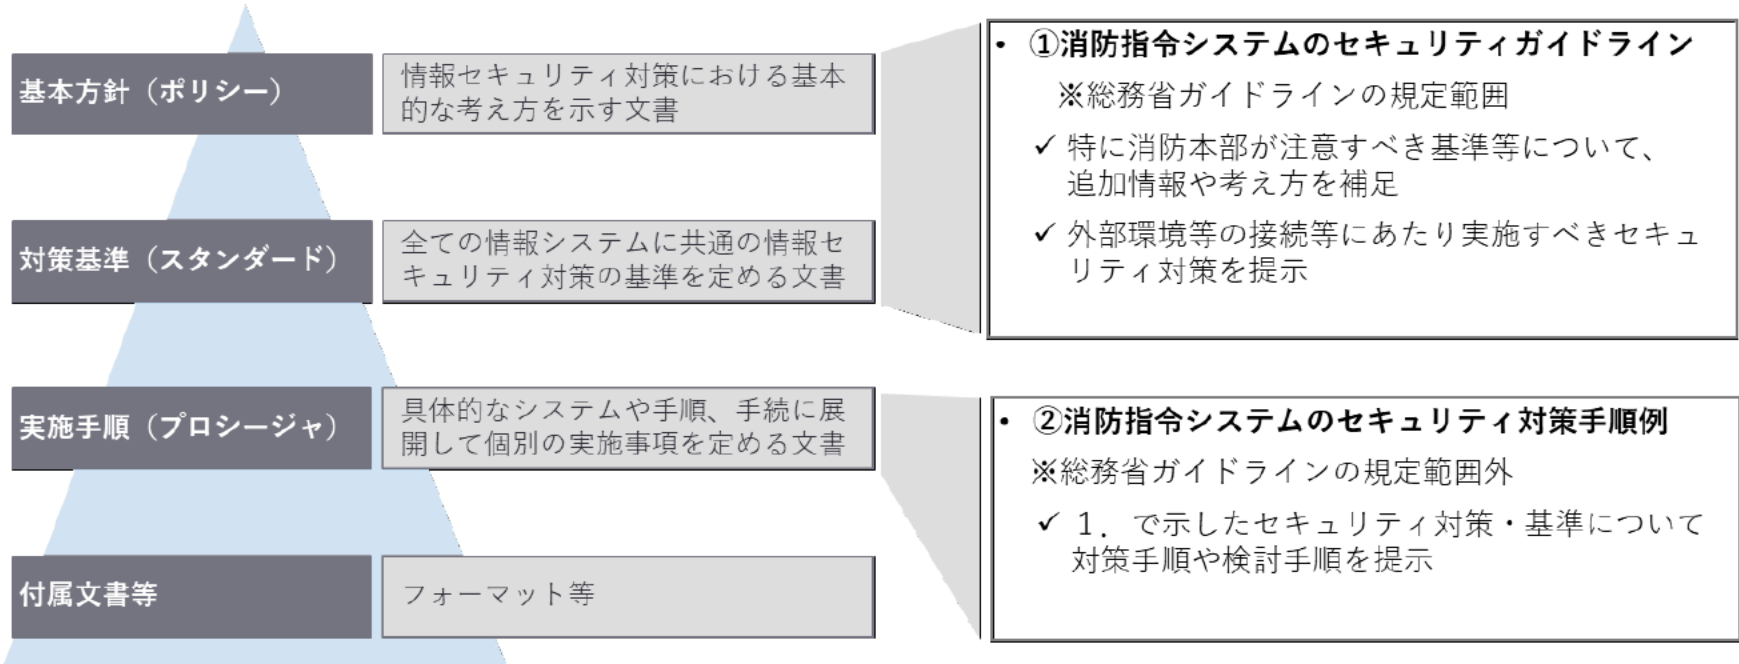 基本方針（ポリシー）
情報セキュリティ対策における基本
的な考え方を示す文書
対策基準（スタンダード）
全ての情報システムに共通の情報セ
キュリティ対策の基準を定める文書
実施手順（プロシージャ）
具体的なシステムや手順、手続に展
開して個別の実施事項を定める文書
付属文書等
フォーマット等
• ①消防指令システムのセキュリティガイドライン
※総務省ガイドラインの規定範囲
✓ 特に消防本部が注意すべき基準等について、
追加情報や考え方を補足
✓ 外部環境等の接続等にあたり実施すべきセキュ
リティ対策を提示
• ②消防指令システムのセキュリティ対策手順例
※総務省ガイドラインの規定範囲外
✓ １．で示したセキュリティ対策・基準について
対策手順や検討手順を提示